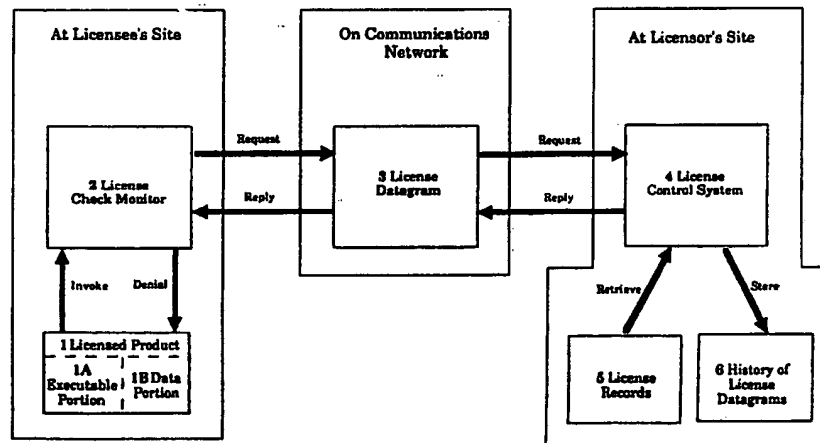 At Licensee's Site
On Communications
Network
At Licensor's Site
Request
Request
2 License
Check Monitor
3 License
Datagram
4 License
Control System
Reply
Reply
Invoke
Denial
Retrieve
Store
1 Licensed Product
1A
Executable
Portion
1B Data
Portion
5 License
Records
6 History of
License
Datagrams